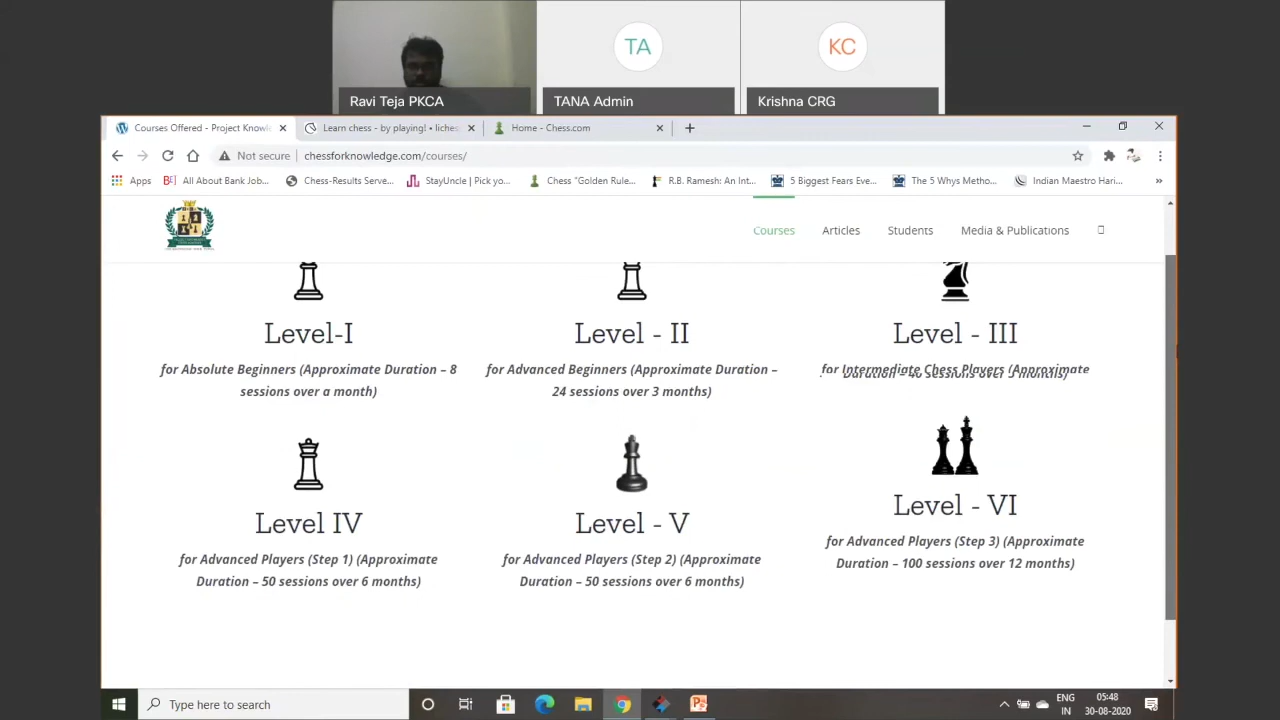 TA
KC
Ravi Teja PKCA
TANA Admin
Krishna CRG
Courses Offered - Project Knowl
Learn chess - by playing! • liches
Home - Chess.com
Not secure
chessforknowledge.com/courses/
Apps
All About Bank Job...
Chess-Results Serve...
StayUncle | Pick yo...
Chess "Golden Rule...
R.B. Ramesh: An Int...
5 Biggest Fears Eve...
The 5 Whys Metho...
Indian Maestro Hari...
Courses
Articles
Students
Media & Publications
Level-I
Level - II
Level - III
for Absolute Beginners (Approximate Duration – 8
sessions over a month)
for Advanced Beginners (Approximate Duration –
24 sessions over 3 months)
for Intermediate Chess Players (Approximate
Level IV
Level - V
Level - VI
for Advanced Players (Step 1) (Approximate
Duration – 50 sessions over 6 months)
for Advanced Players (Step 2) (Approximate
Duration – 50 sessions over 6 months)
for Advanced Players (Step 3) (Approximate
Duration – 100 sessions over 12 months)
Type here to search
ENG
IN
05:48
30-08-2020